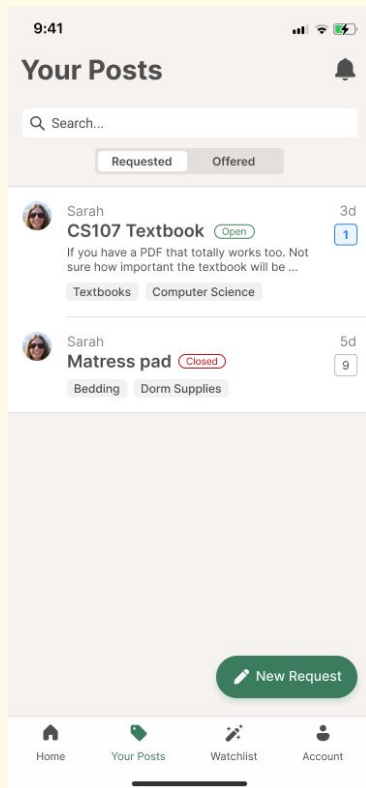 9:41
Your Posts
Search...
Requested Offered
Sarah 3d
CS107 Textbook Open 1
If you have a PDF that totally works too. Not
sure how important the textbook will be ...
Textbooks Computer Science
Sarah 5d
Matress pad Closed 9
Bedding Dorm Supplies
New Request
Home Your Posts Watchlist Account